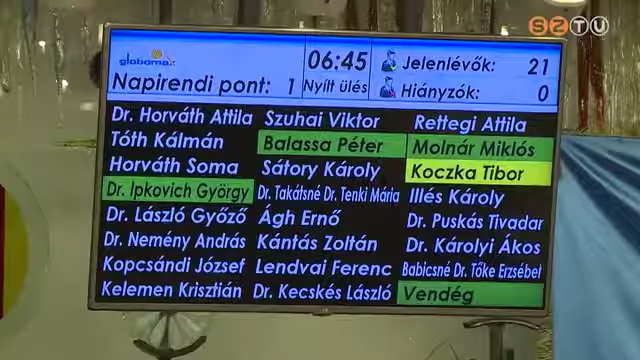 SZTV
globomax
Napirendi pont: 1
06:45
Nyílt ülés
Jelenlévők: 21
Hiányzók: 0
Dr. Horváth Attila Szuhai Viktor Rettegi Attila
Tóth Kálmán Balassa Péter Molnár Miklós
Horváth Soma Sátory Károly Koczka Tibor
Dr. Ipkovich György Dr. Takátsné Dr. Tenki Mária Illés Károly
Dr. László Győző Ágh Ernő Dr. Puskás Tivadar
Dr. Nemény András Kántás Zoltán Dr. Károlyi Ákos
Kopcsándi József Lendvai Ferenc Babicsné Dr. Tőke Erzsébet
Kelemen Krisztián Dr. Kecskés László Vendég